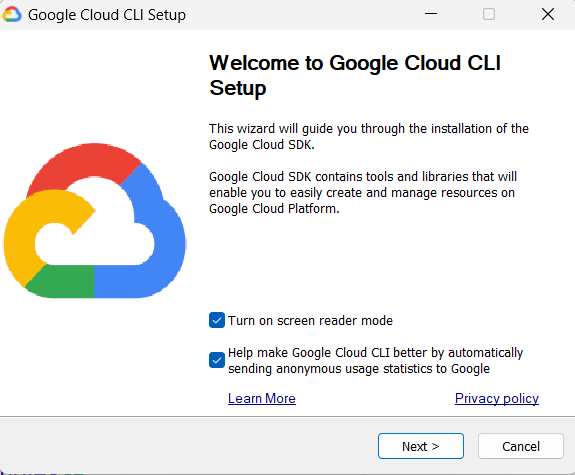 Google Cloud CLI Setup
Welcome to Google Cloud CLI
Setup
This wizard will guide you through the installation of the
Google Cloud SDK.
Google Cloud SDK contains tools and libraries that will
enable you to easily create and manage resources on
Google Cloud Platform.
Turn on screen reader mode
Help make Google Cloud CLI better by automatically
sending anonymous usage statistics to Google
Learn More
Privacy policy
Next >
Cancel